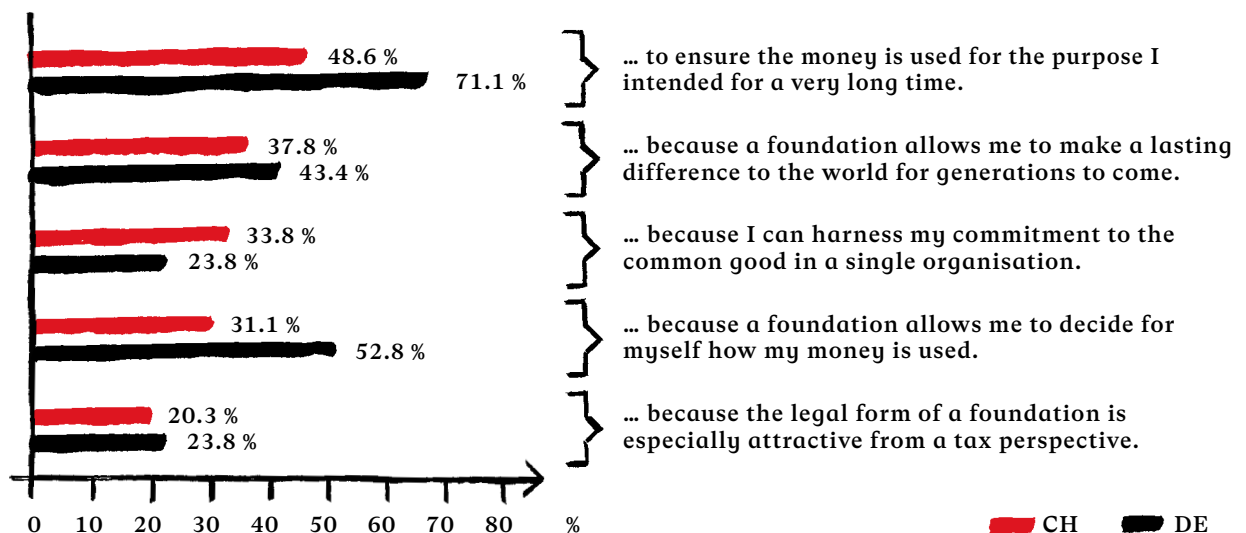 48.6 %
71.1 %
… to ensure the money is used for the purpose I
intended for a very long time.
37.8 %
43.4 %
… because a foundation allows me to make a lasting
difference to the world for generations to come.
33.8 %
23.8 %
… because I can harness my commitment to the
common good in a single organisation.
31.1 %
52.8 %
… because a foundation allows me to decide for
myself how my money is used.
20.3 %
23.8 %
… because the legal form of a foundation is
especially attractive from a tax perspective.
0 10 20 30 40 50 60 70 80 %
CH DE